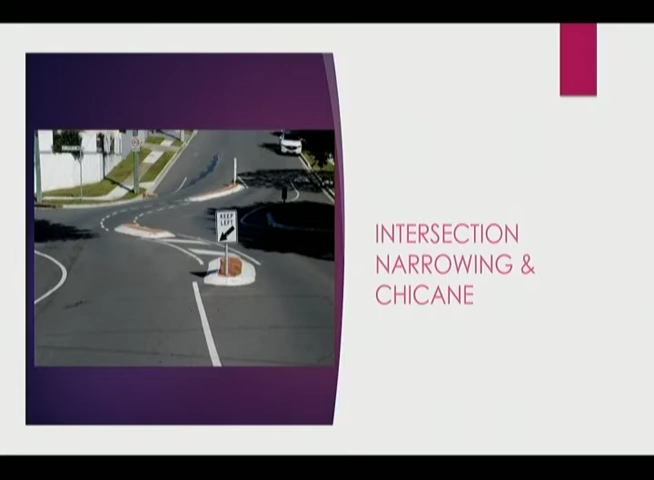 KEEP
LEFT
INTERSECTION
NARROWING &
CHICANE